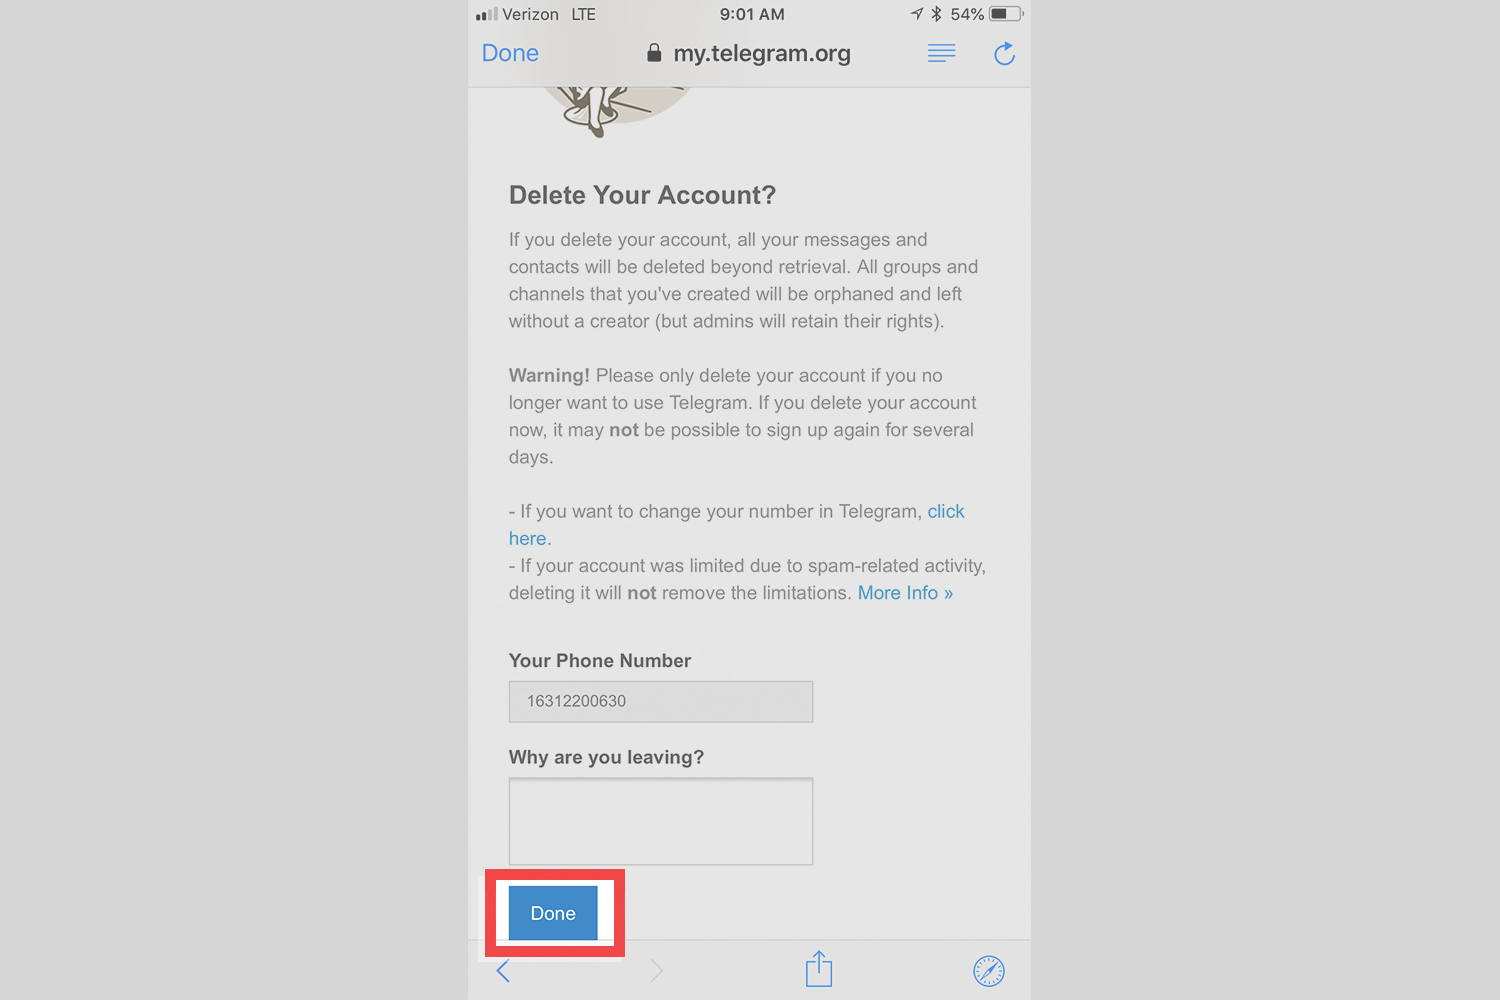 Verizon LTE 9:01 AM 54%
Done my.telegram.org
Delete Your Account?
If you delete your account, all your messages and
contacts will be deleted beyond retrieval. All groups and
channels that you've created will be orphaned and left
without a creator (but admins will retain their rights).
Warning! Please only delete your account if you no
longer want to use Telegram. If you delete your account
now, it may not be possible to sign up again for several
days.
- If you want to change your number in Telegram, click
here.
- If your account was limited due to spam-related activity,
deleting it will not remove the limitations. More Info »
Your Phone Number
16312200630
Why are you leaving?
Done